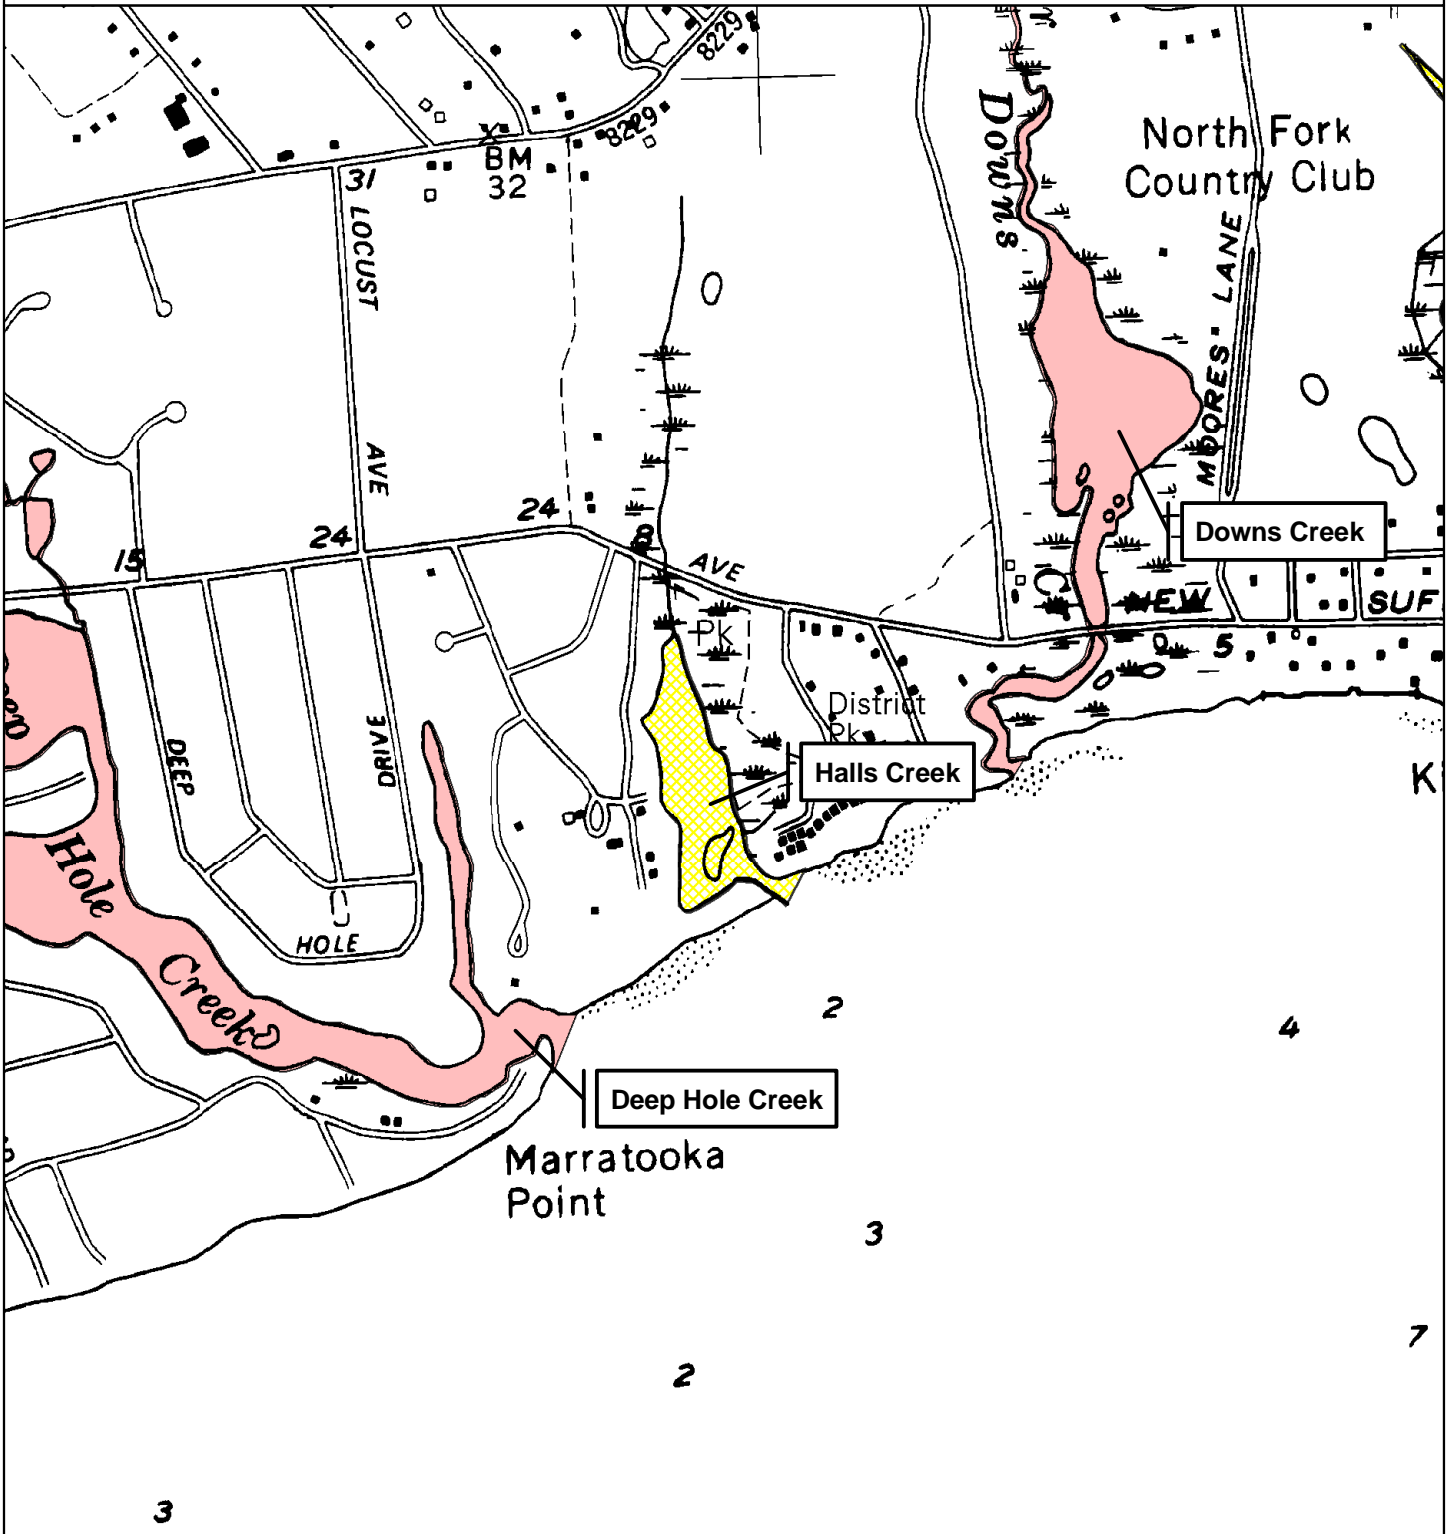 8229
8229
BM
32
31
LOCUST
AVE
Downs
North Fork
Country Club
MOORES LANE
24
24
15
8
AVE
Downs Creek
C
NEW
SUF
5
Pk
District
Pk
Halls Creek
DEEP
DRIVE
HOLE
Hole
Creek
Deep Hole Creek
Marratooka
Point
K
2
4
3
7
2
3